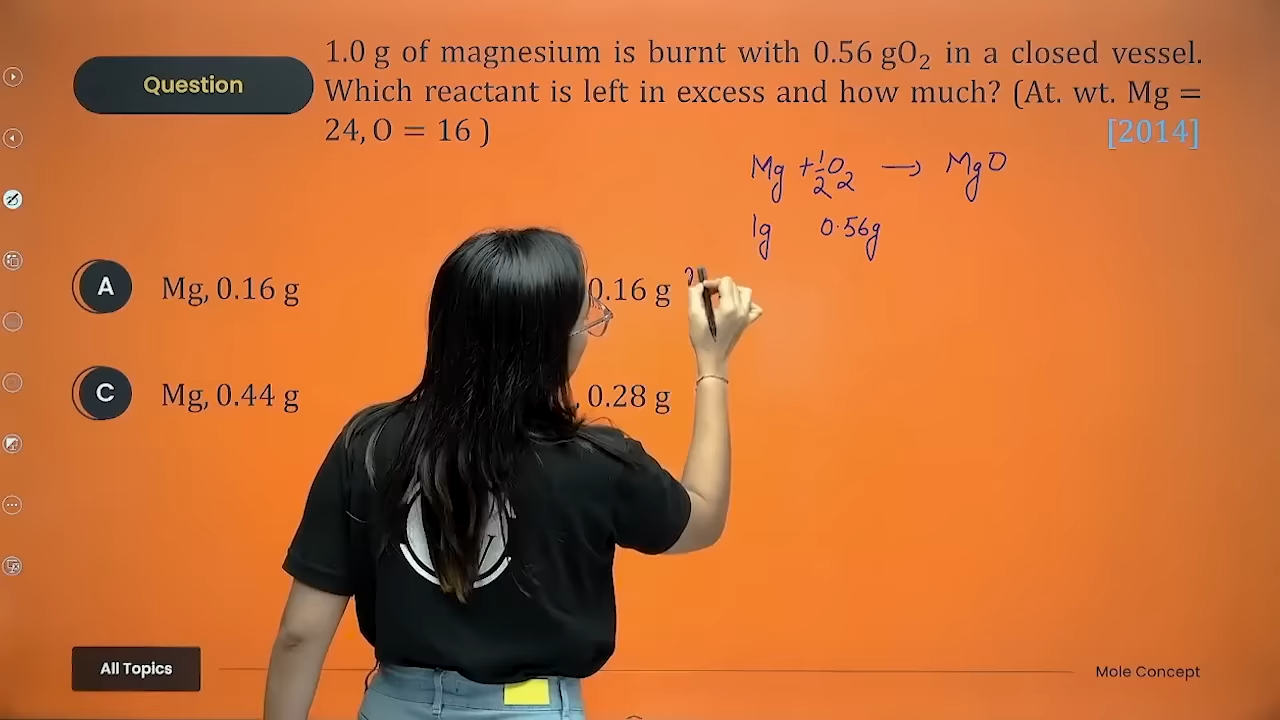 1.0 g of magnesium is burnt with 0.56 gO₂ in a closed vessel.
Question
Which reactant is left in excess and how much? (At. wt. Mg =
24, O = 16 )
[2014]
Mg + 1/2 O₂ → MgO
1g 0.56g
A Mg, 0.16 g
0.16 g
C Mg, 0.44 g
, 0.28 g
All Topics
Mole Concept